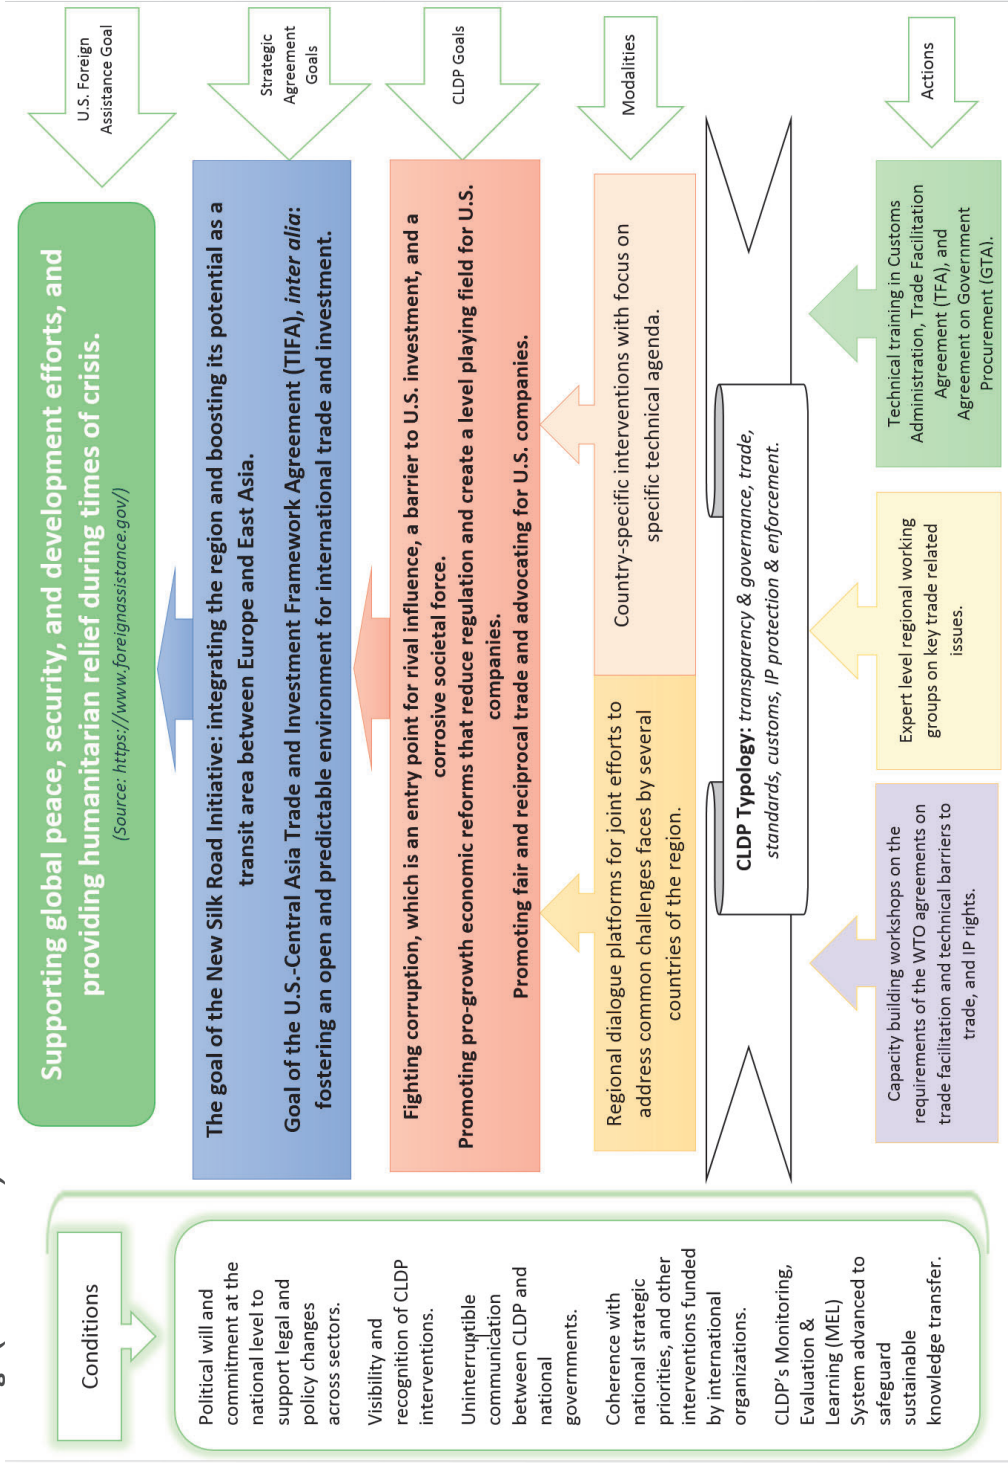 Conditions
Political will and
commitment at the
national level to
support legal and
policy changes
across sectors.
Visibility and
recognition of CLDP
interventions.
Uninterruptible
communication
between CLDP and
national
governments.
Coherence with
national strategic
priorities, and other
interventions funded
by international
organizations.
CLDP's Monitoring,
Evaluation &
Learning (MEL)
System advanced to
safeguard
sustainable
knowledge transfer.
Supporting global peace, security, and development efforts, and
providing humanitarian relief during times of crisis.
(Source: https://www.foreignassistance.gov/)
U.S. Foreign
Assistance Goal
The goal of the New Silk Road Initiative: integrating the region and boosting its potential as a
transit area between Europe and East Asia.
Goal of the U.S.-Central Asia Trade and Investment Framework Agreement (TIFA), inter alia:
fostering an open and predictable environment for international trade and investment.
Strategic
Agreement
Goals
Fighting corruption, which is an entry point for rival influence, a barrier to U.S. investment, and a
corrosive societal force.
Promoting pro-growth economic reforms that reduce regulation and create a level playing field for U.S.
companies.
Promoting fair and reciprocal trade and advocating for U.S. companies.
CLDP Goals
Regional dialogue platforms for joint efforts to
address common challenges faces by several
countries of the region.
Country-specific interventions with focus on
specific technical agenda.
Modalities
CLDP Typology: transparency & governance, trade,
standards, customs, IP protection & enforcement.
Capacity building workshops on the
requirements of the WTO agreements on
trade facilitation and technical barriers to
trade, and IP rights.
Expert level regional working
groups on key trade related
issues.
Technical training in Customs
Administration, Trade Facilitation
Agreement (TFA), and
Agreement on Government
Procurement (GTA).
Actions